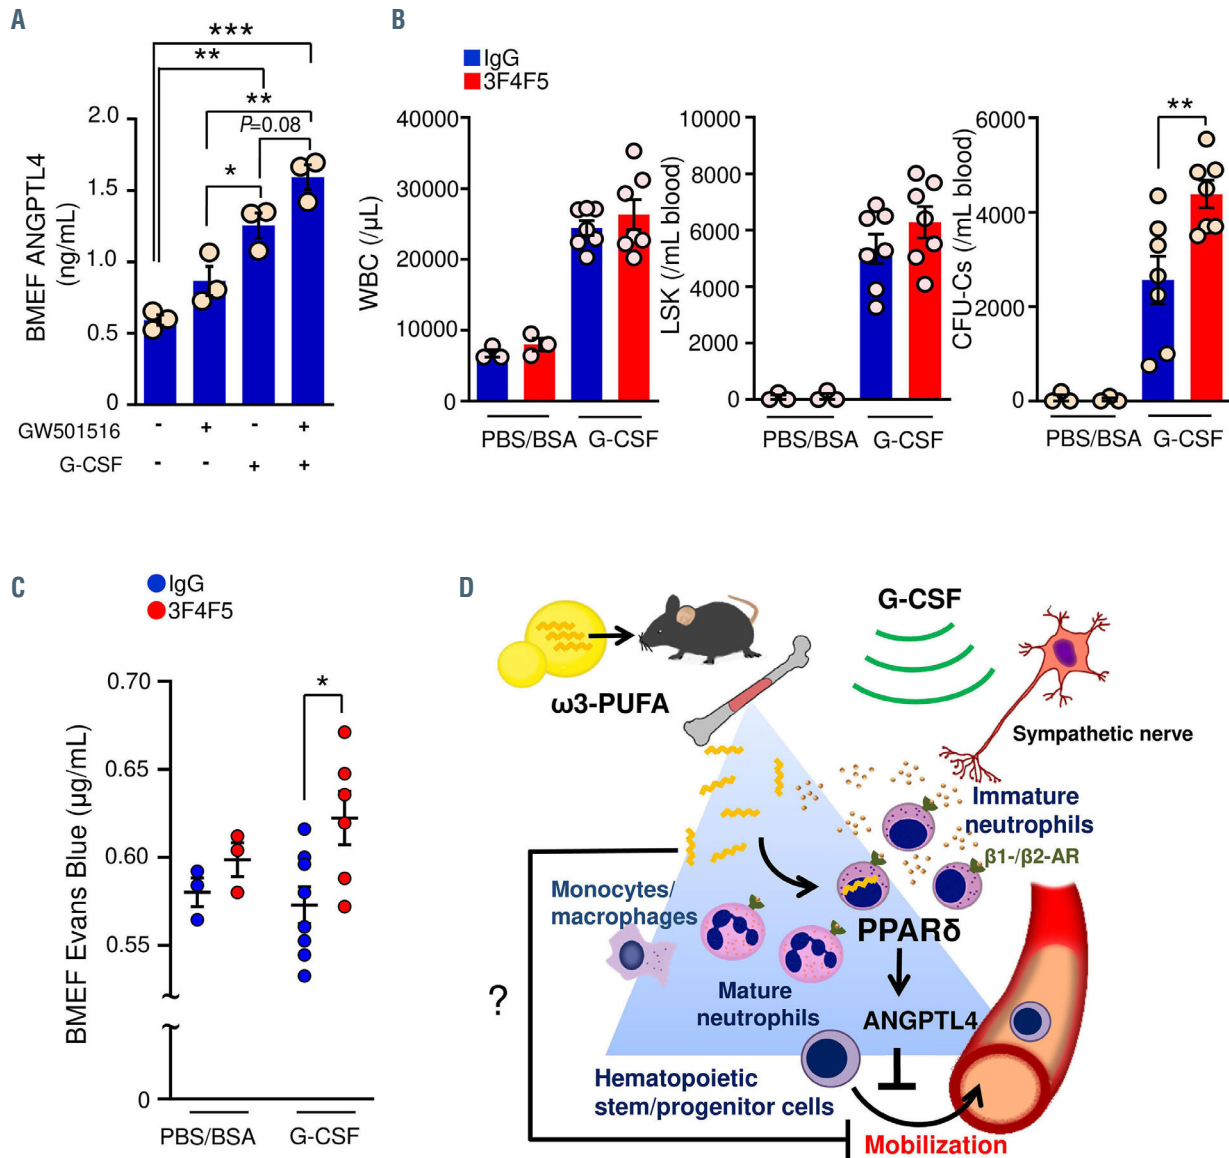 A
***
**
**
P=0.08
*
BMEF ANGPTL4
(ng/mL)
2.0
1.5
1.0
0.5
0
GW501516 - + - +
G-CSF - - + +
B
IgG
3F4F5
WBC (/µL)
40000
30000
20000
10000
0
PBS/BSA G-CSF
LSK (/mL blood)
10000
8000
6000
4000
2000
0
PBS/BSA G-CSF
CFU-Cs (/mL blood)
6000
4000
2000
0
**
PBS/BSA G-CSF
C
IgG
3F4F5
BMEF Evans Blue (µg/mL)
0.70
0.65
0.60
0.55
0
*
PBS/BSA G-CSF
D
G-CSF
ω3-PUFA
Sympathetic nerve
Immature
neutrophils
β1-/β2-AR
Monocytes/
macrophages
PPARδ
Mature
neutrophils
?
ANGPTL4
Hematopoietic
stem/progenitor cells
Mobilization